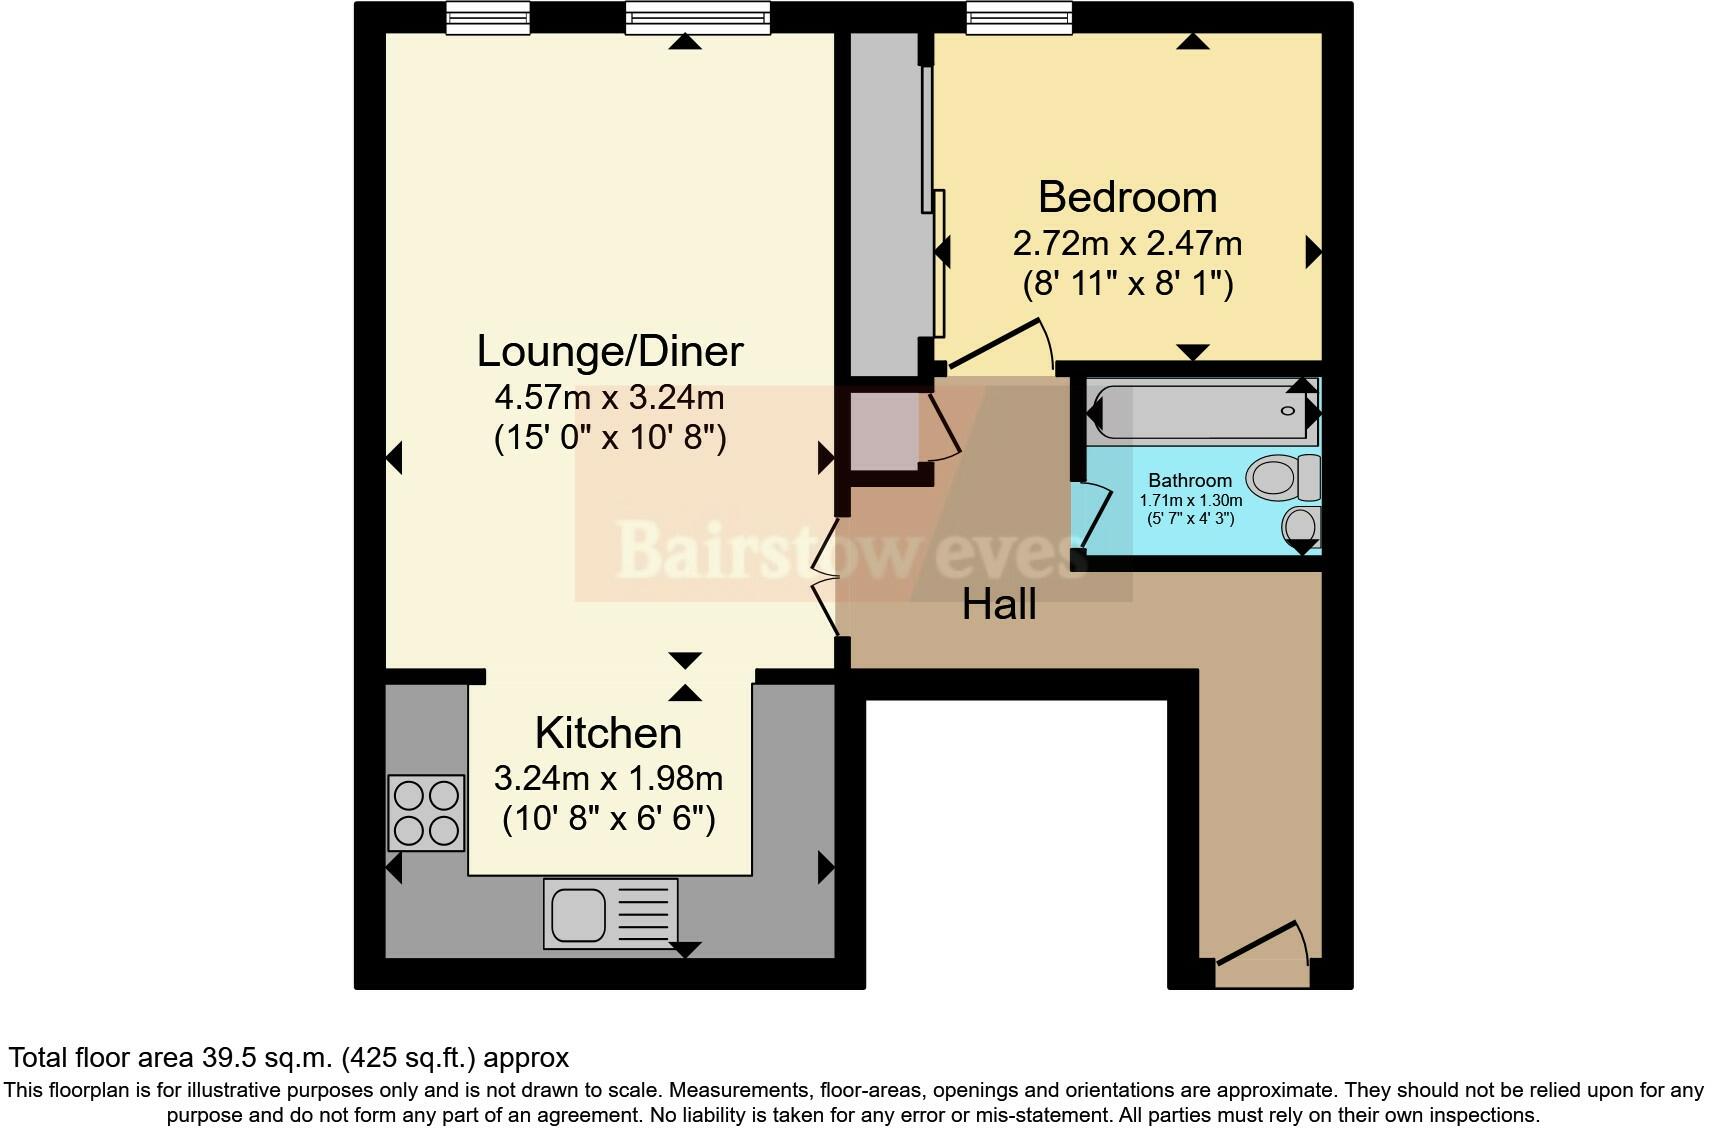 Bedroom
2.72m x 2.47m
(8' 11" x 8' 1")
Lounge/Diner
4.57m x 3.24m
(15' 0" x 10' 8")
Bathroom
1.71m x 1.30m
(5' 7" x 4' 3")
Bairstow eves
Hall
Kitchen
3.24m x 1.98m
(10' 8" x 6' 6")
Total floor area 39.5 sq.m. (425 sq.ft.) approx
This floorplan is for illustrative purposes only and is not drawn to scale. Measurements, floor-areas, openings and orientations are approximate. They should not be relied upon for any
purpose and do not form any part of an agreement. No liability is taken for any error or mis-statement. All parties must rely on their own inspections.